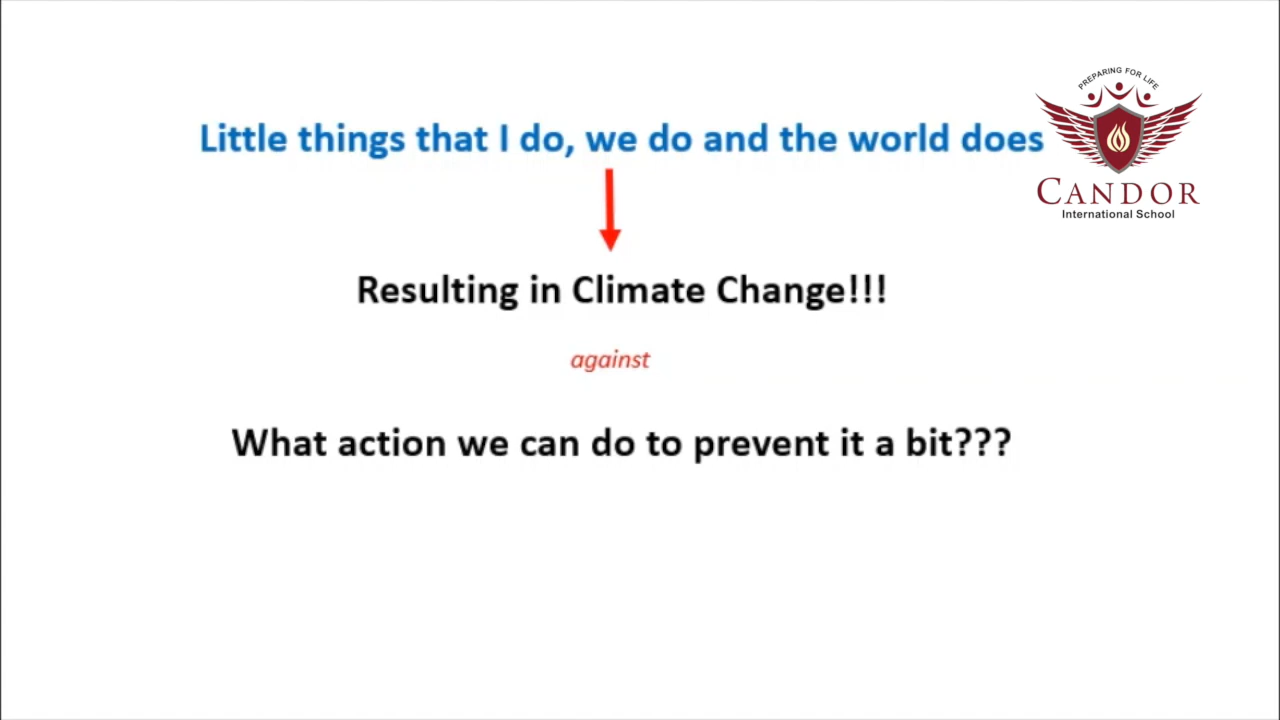 PREPARING FOR LIFE
Little things that I do, we do and the world does
CANDOR
International School
Resulting in Climate Change!!!
against
What action we can do to prevent it a bit???